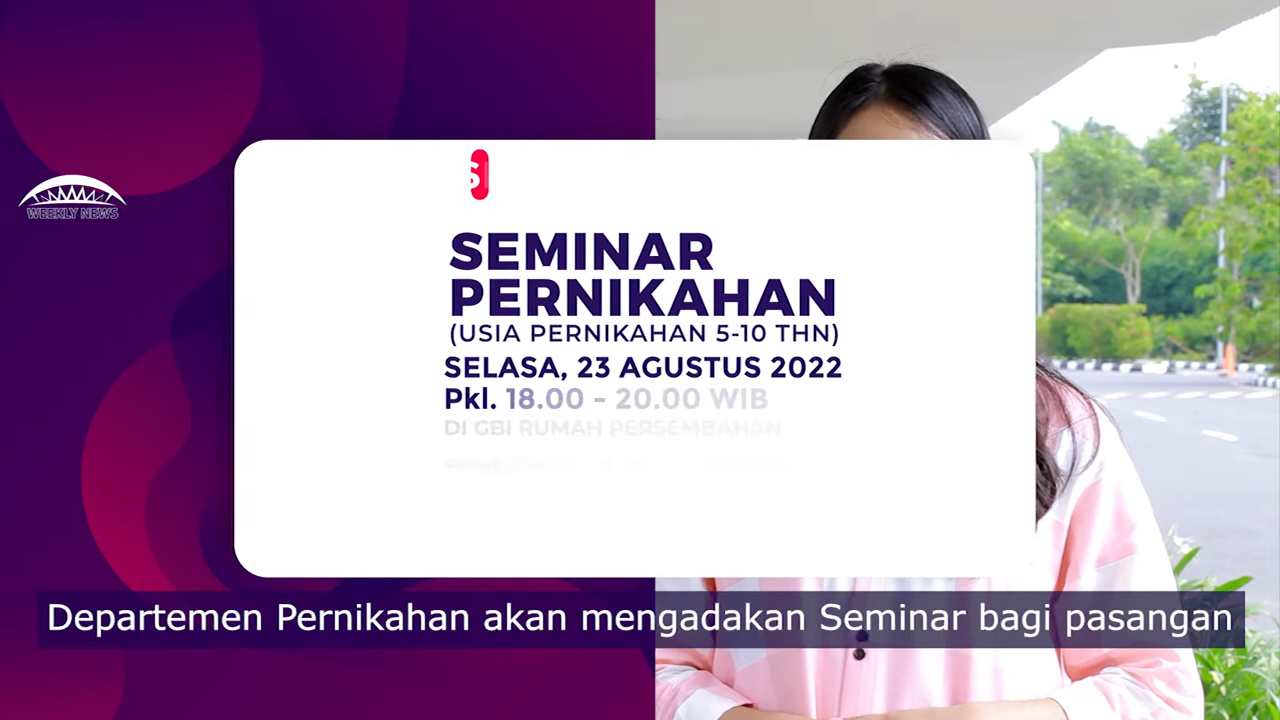 WEEKLY NEWS
S
SEMINAR
PERNIKAHAN
(USIA PERNIKAHAN 5-10 THN)
SELASA, 23 AGUSTUS 2022
Pkl. 18.00 - 20.00 WIB
DI GBI RUMAH PERSEMBAHAN
Departemen Pernikahan akan mengadakan Seminar bagi pasangan